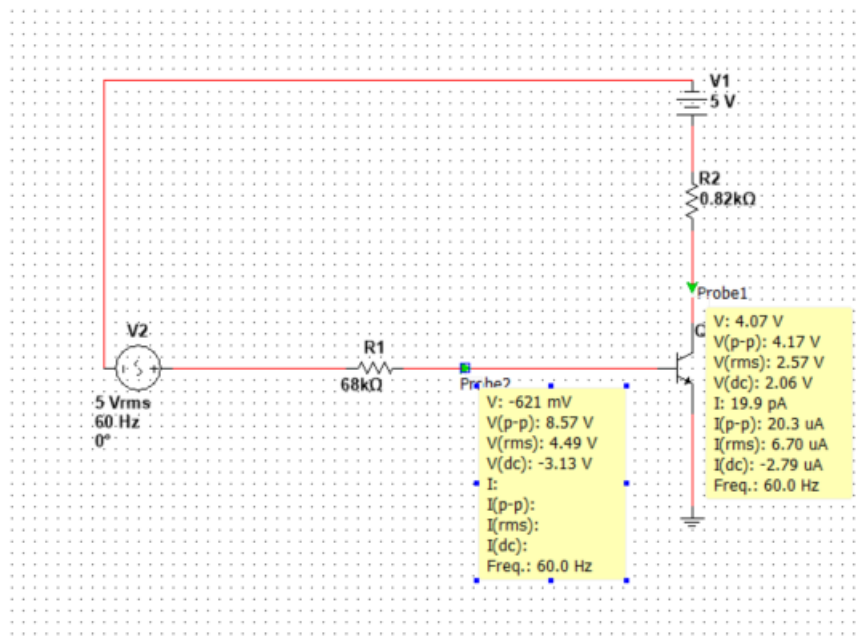 V1
5 V
R2
0.82kΩ
Probe1
V2
5 Vrms
60 Hz
0°
R1
68kΩ
Probe2
Q
V: 4.07 V
V(p-p): 4.17 V
V(rms): 2.57 V
V(dc): 2.06 V
I: 19.9 pA
I(p-p): 20.3 uA
I(rms): 6.70 uA
I(dc): -2.79 uA
Freq.: 60.0 Hz
V: -621 mV
V(p-p): 8.57 V
V(rms): 4.49 V
V(dc): -3.13 V
I:
I(p-p):
I(rms):
I(dc):
Freq.: 60.0 Hz